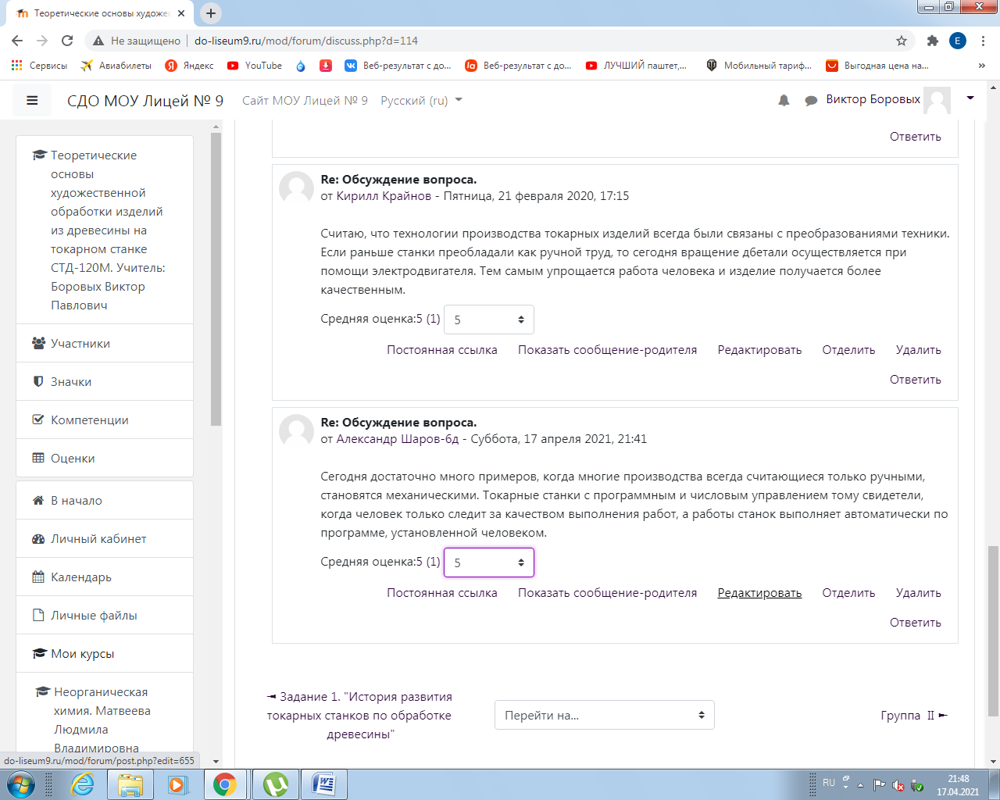 Теоретические основы художес
Не защищено
do-liseum9.ru/mod/forum/discuss.php?d=114
E
Сервисы
Авиабилеты
Яндекс
YouTube
Веб-результат с до...
Веб-результат с до...
ЛУЧШИЙ паштет,...
Мобильный тариф...
Выгодная цена на...
СДО МОУ Лицей № 9
Сайт МОУ Лицей № 9
Русский (ru)
Виктор Боровых
Теоретические
основы
художественной
обработки изделий
из древесины на
токарном станке
СТД-120М. Учитель:
Боровых Виктор
Павлович
Участники
Значки
Компетенции
Оценки
В начало
Личный кабинет
Календарь
Личные файлы
Мои курсы
Неорганическая
химия. Матвеева
Людмила
Владимировна
Ответить
Re: Обсуждение вопроса.
от Кирилл Крайнов - Пятница, 21 февраля 2020, 17:15
Считаю, что технологии производства токарных изделий всегда были связаны с преобразованиями техники.
Если раньше станки преобладали как ручной труд, то сегодня вращение дбетали осуществляется при
помощи электродвигателя. Тем самым упрощается работа человека и изделие получается более
качественным.
Средняя оценка:5 (1) 5
Постоянная ссылка Показать сообщение-родителя Редактировать Отделить Удалить
Ответить
Re: Обсуждение вопроса.
от Александр Шаров-6д - Суббота, 17 апреля 2021, 21:41
Сегодня достаточно много примеров, когда многие производства всегда считающиеся только ручными,
становятся механическими. Токарные станки с программным и числовым управлением тому свидетели,
когда человек только следит за качеством выполнения работ, а работы станок выполняет автоматически по
программе, установленной человеком.
Средняя оценка:5 (1) 5
Постоянная ссылка Показать сообщение-родителя Редактировать Отделить Удалить
Ответить
◄ Задание 1. "История развития
токарных станков по обработке
древесины"
Перейти на...
Группа II ►
do-liseum9.ru/mod/forum/post.php?edit=655
RU
21:48
17.04.2021